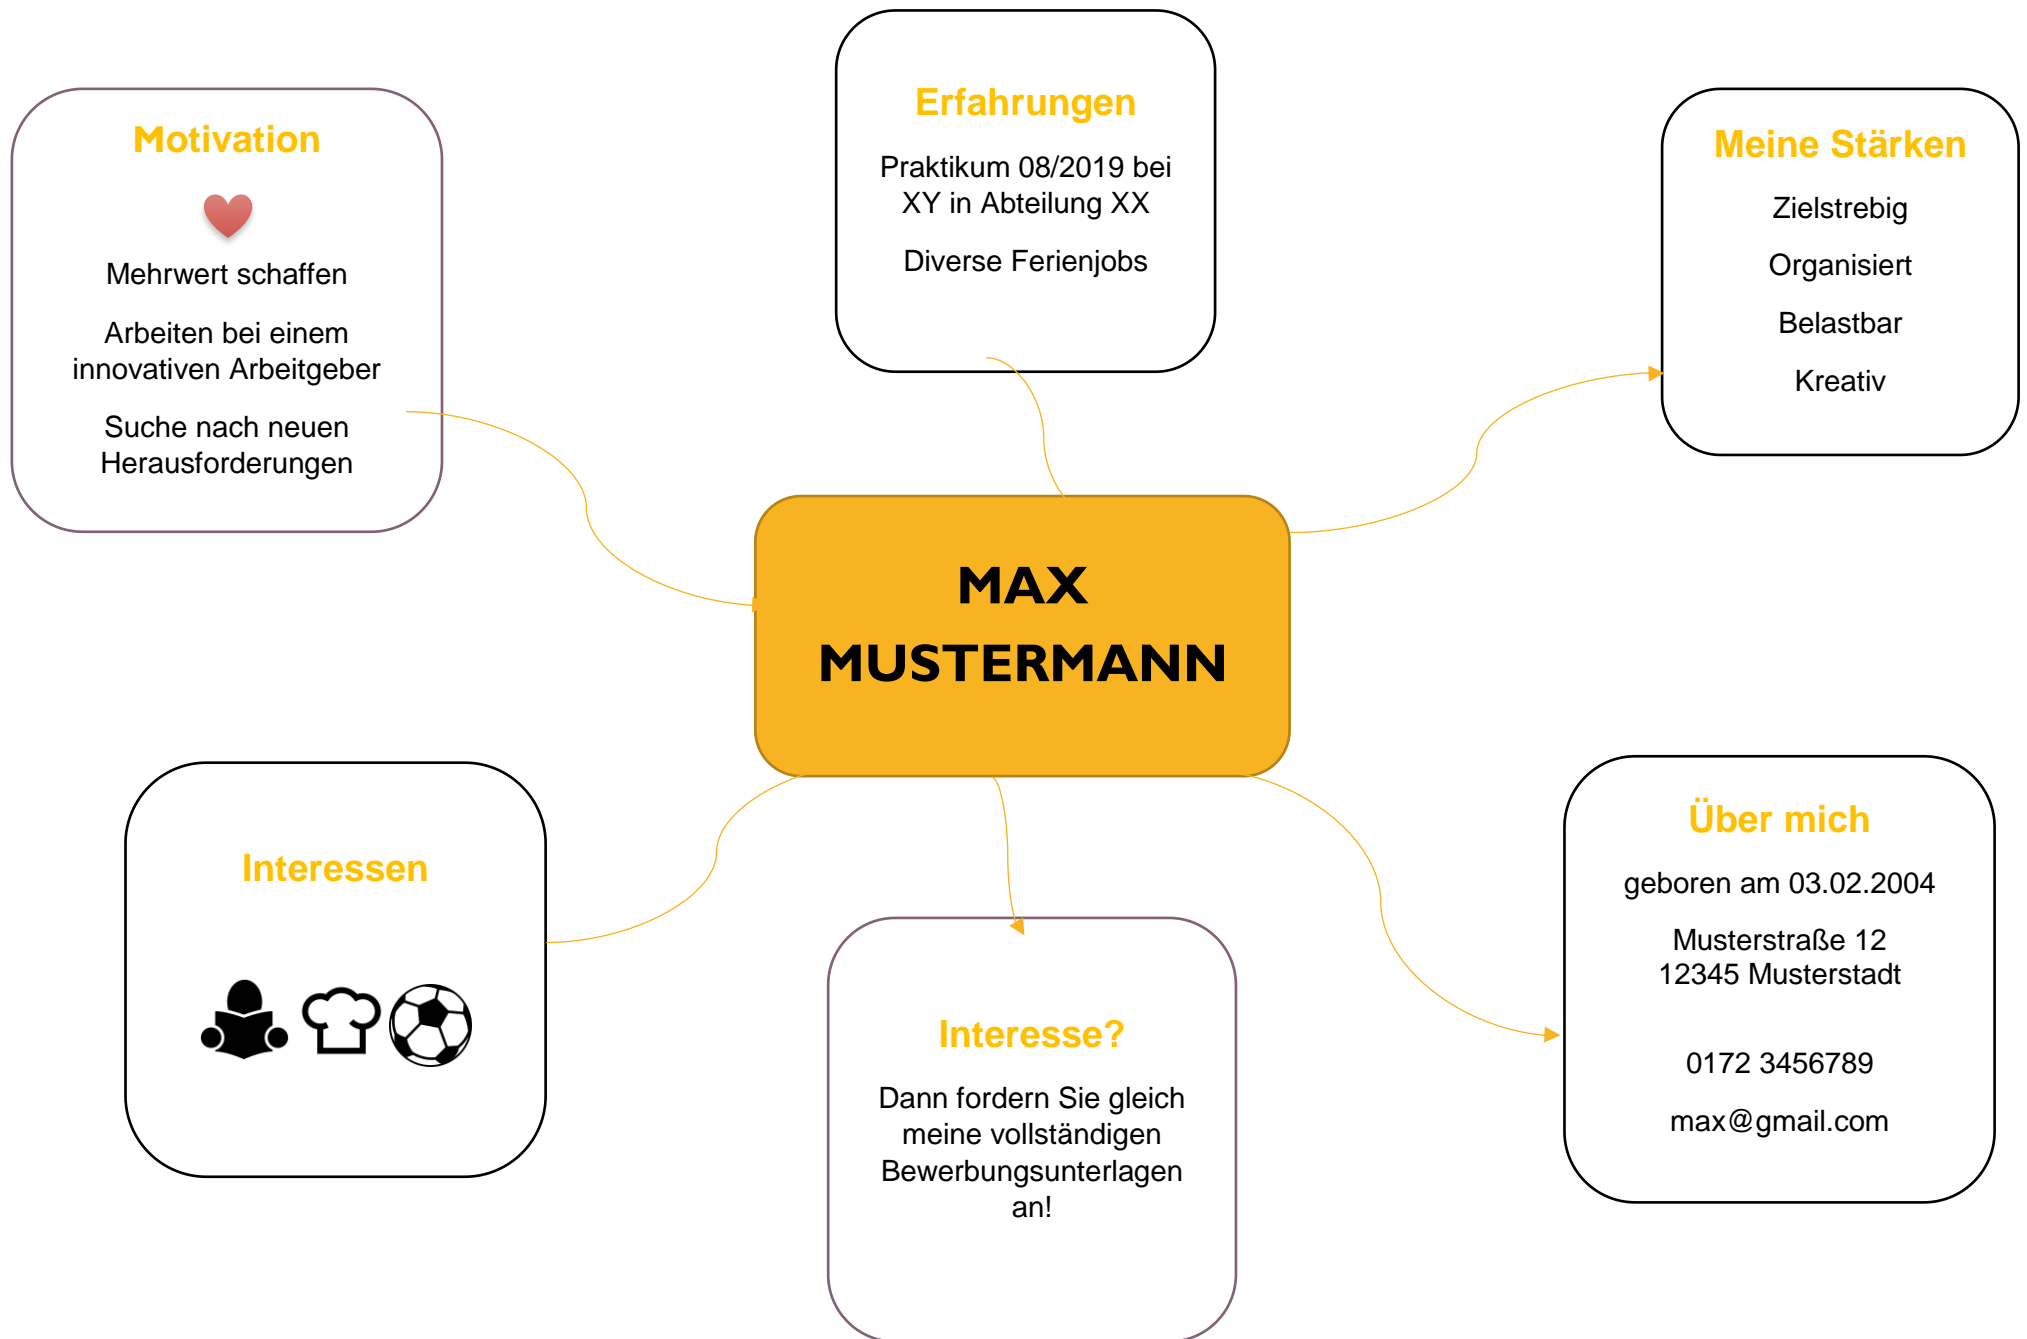 Motivation
Mehrwert schaffen
Arbeiten bei einem
innovativen Arbeitgeber
Suche nach neuen
Herausforderungen
Erfahrungen
Praktikum 08/2019 bei
XY in Abteilung XX
Diverse Ferienjobs
Meine Stärken
Zielstrebig
Organisiert
Belastbar
Kreativ
MAX
MUSTERMANN
Interessen
Interesse?
Dann fordern Sie gleich
meine vollständigen
Bewerbungsunterlagen
an!
Über mich
geboren am 03.02.2004
Musterstraße 12
12345 Musterstadt
0172 3456789
max@gmail.com